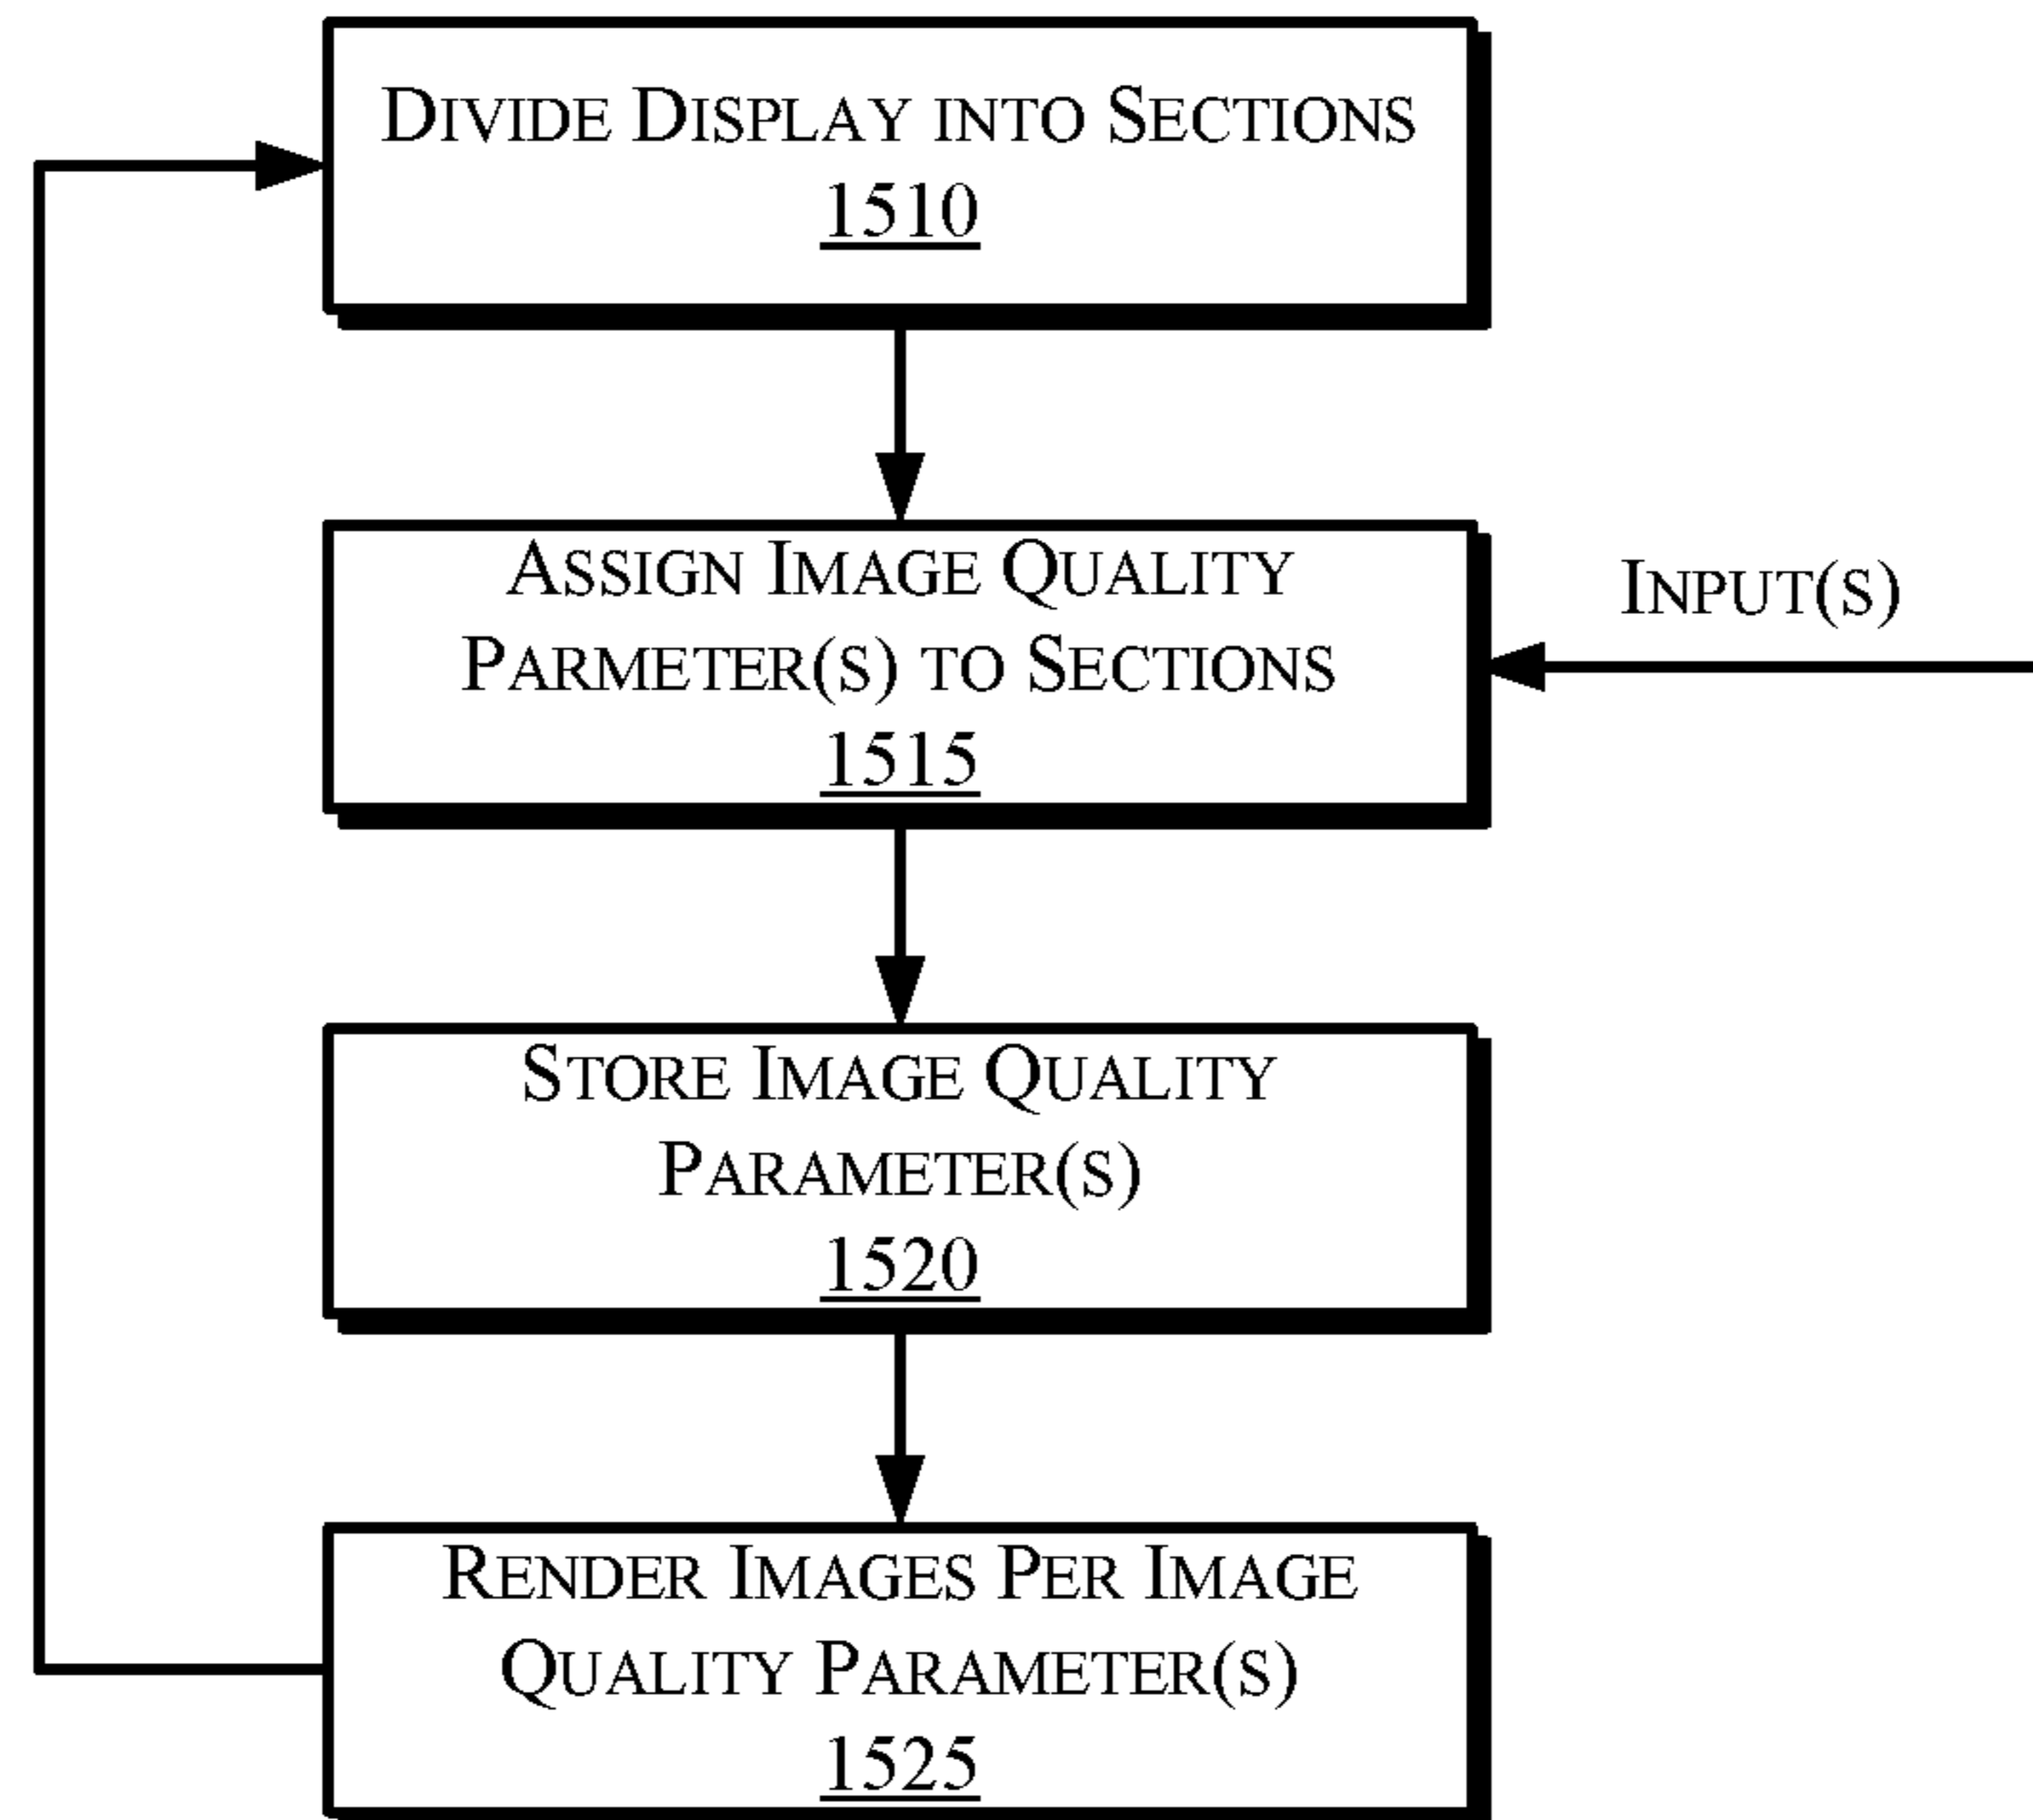 DIVIDE DISPLAY INTO SECTIONS
1510
ASSIGN IMAGE QUALITY
PARMETER(S) TO SECTIONS
1515
INPUT(S)
STORE IMAGE QUALITY
PARAMETER(S)
1520
RENDER IMAGES PER IMAGE
QUALITY PARAMETER(S)
1525